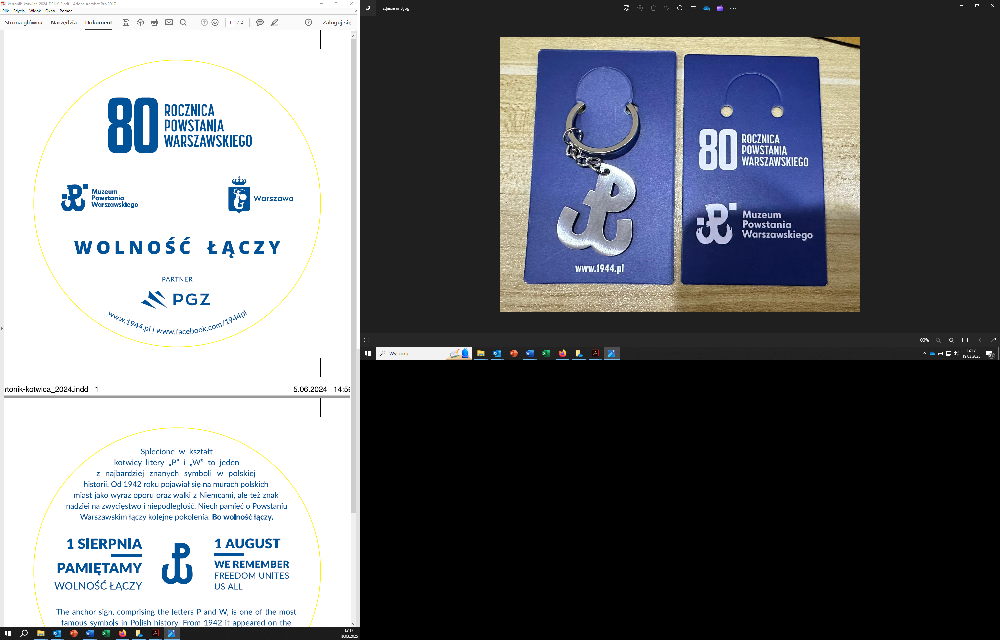 kartonik-kotwica_2024_DRUK-2.pdf - Adobe Acrobat Pro 2017
Plik Edycja Widok Okno Pomoc
Strona główna Narzędzia Dokument 1 / 2 Zaloguj się
80 ROCZNICA
POWSTANIA
WARSZAWSKIEGO
Muzeum
Powstania
Warszawskiego
Warszawa
WOLNOŚĆ ŁĄCZY
PARTNER
PGZ
www.1944.pl | www.facebook.com/1944pl
rtonik-kotwica_2024.indd 1 5.06.2024 14:56
Splecione w kształt
kotwicy litery „P” i „W” to jeden
z najbardziej znanych symboli w polskiej
historii. Od 1942 roku pojawiał się na murach polskich
miast jako wyraz oporu oraz walki z Niemcami, ale też znak
nadziei na zwycięstwo i niepodległość. Niech pamięć o Powstaniu
Warszawskim łączy kolejne pokolenia. Bo wolność łączy.
1 SIERPNIA
PAMIĘTAMY
WOLNOŚĆ ŁĄCZY
1 AUGUST
WE REMEMBER
FREEDOM UNITES
US ALL
The anchor sign, comprising the letters P and W, is one of the most
famous symbols in Polish history. From 1942 it appeared on the
12:17
19.03.2025
zdjęcie nr 3.jpg
www.1944.pl
80 ROCZNICA
POWSTANIA
WARSZAWSKIEGO
Muzeum
Powstania
Warszawskiego
100%
Wyszukaj
12:17
19.03.2025
22